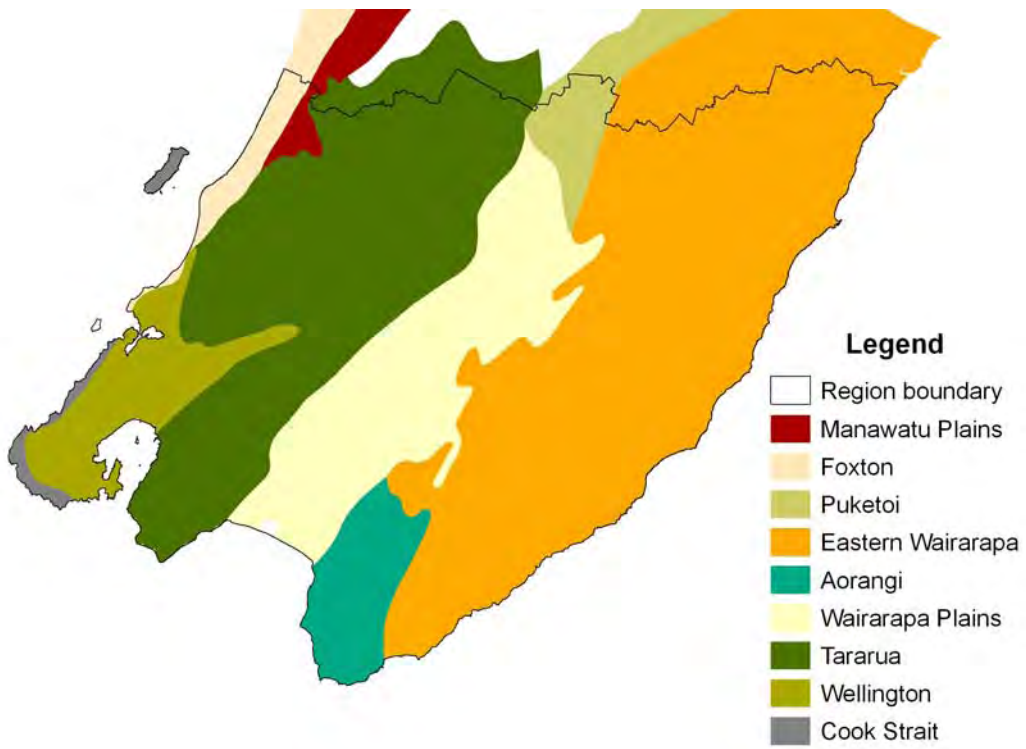 Legend
Region boundary
Manawatu Plains
Foxton
Puketoi
Eastern Wairarapa
Aorangi
Wairarapa Plains
Tararua
Wellington
Cook Strait